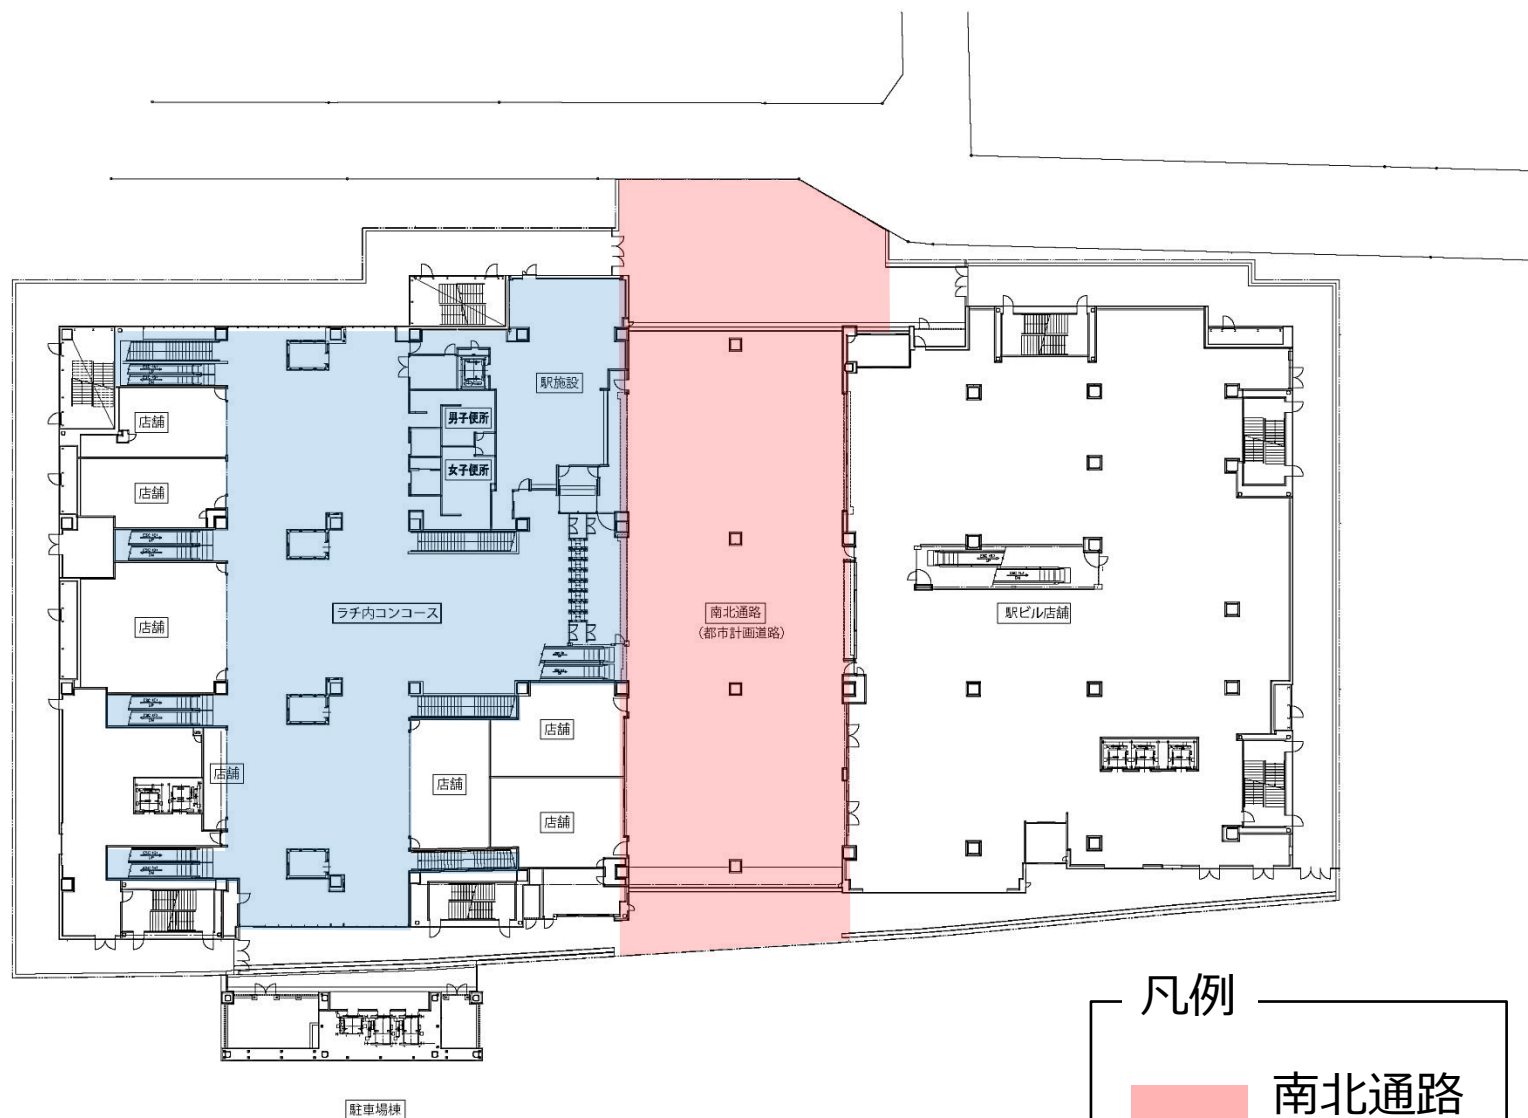 駅施設
男子便所
店舗
女子便所
店舗
ラチ内コンコース
南北通路
(都市計画道路)
駅ビル店舗
店舗
店舗
店舗
店舗
店舗
凡例
南北通路
駐車場棟